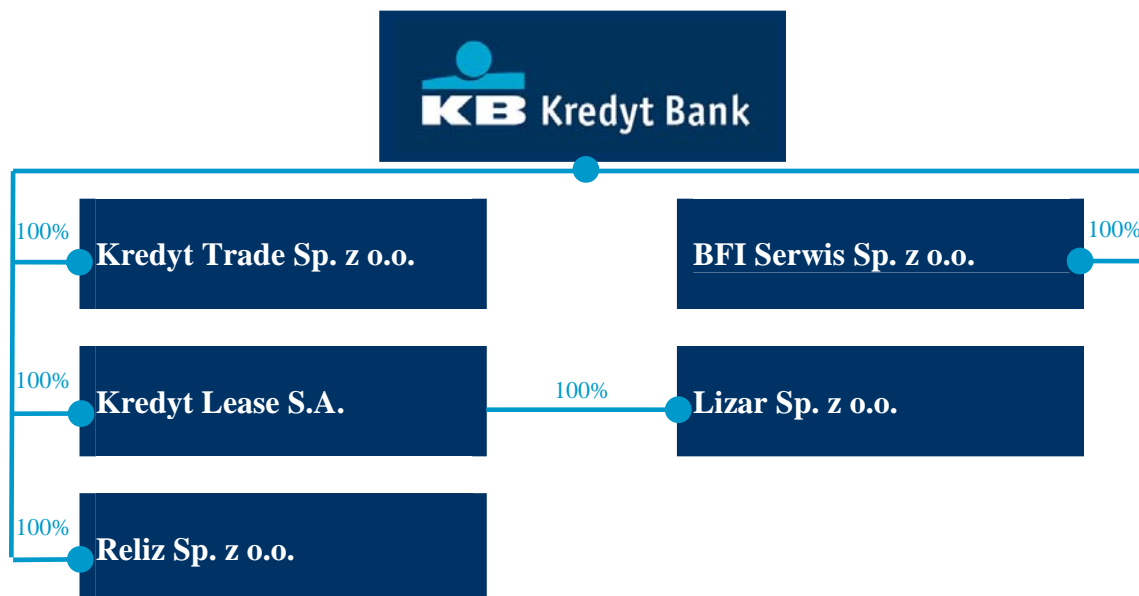 KB Kredyt Bank
100%
Kredyt Trade Sp. z o.o.
BFI Serwis Sp. z o.o.
100%
100%
Kredyt Lease S.A.
100%
Lizar Sp. z o.o.
100%
Reliz Sp. z o.o.